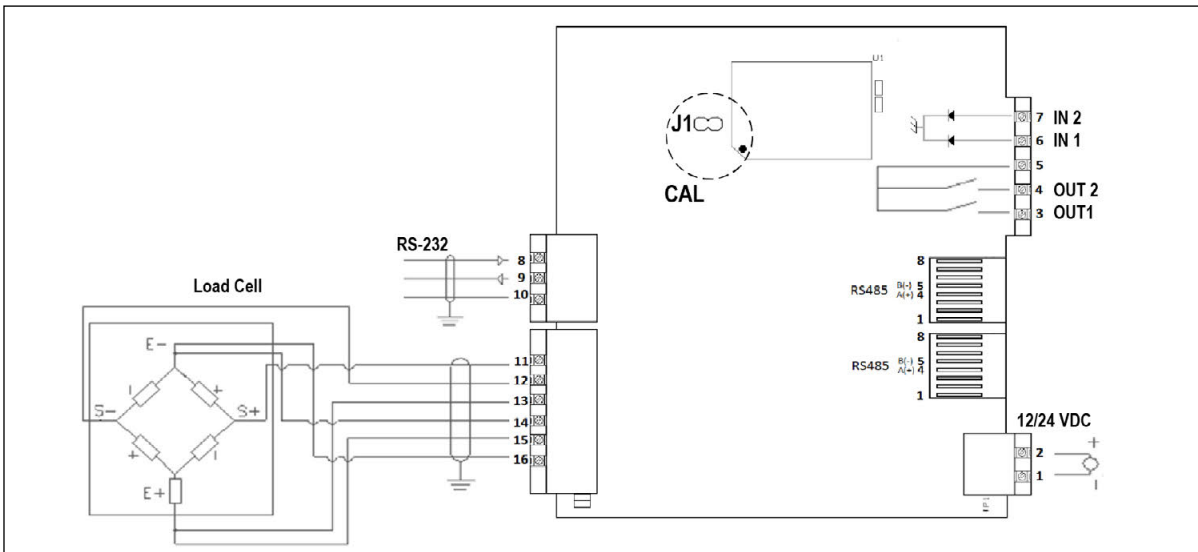 U1
J1
CAL
7 IN 2
6 IN 1
5
4 OUT 2
3 OUT1
RS-232
8
9
10
Load Cell
E-
S-
S+
E+
11
12
13
14
15
16
8
RS485 B(-) 5
A(+) 4
1
8
RS485 B(-) 5
A(+) 4
1
12/24 VDC
+
2
1
-